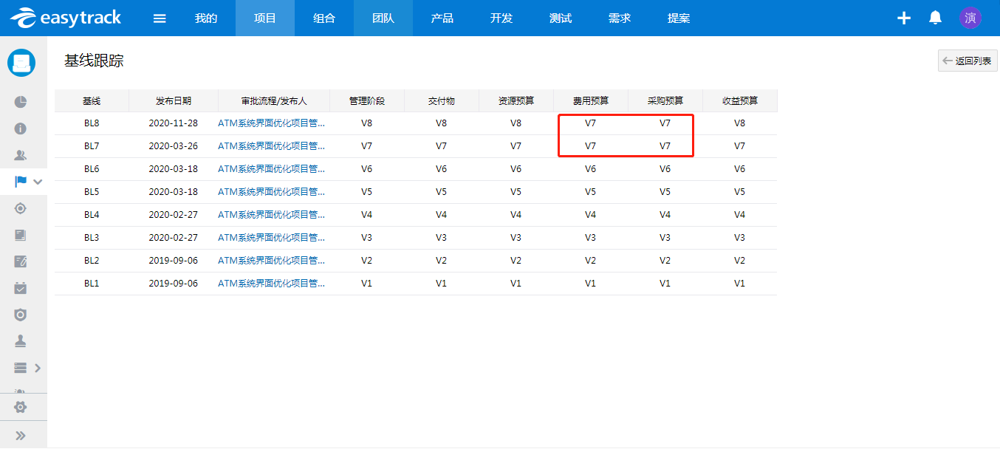 easytrack 我的 项目 组合 团队 产品 开发 测试 需求 提案 演
基线跟踪 返回列表
基线 发布日期 审批流程/发布人 管理阶段 交付物 资源预算 费用预算 采购预算 收益预算
BL8 2020-11-28 ATM系统界面优化项目管... V8 V8 V8 V7 V7 V8
BL7 2020-03-26 ATM系统界面优化项目管... V7 V7 V7 V7 V7 V7
BL6 2020-03-18 ATM系统界面优化项目管... V6 V6 V6 V6 V6 V6
BL5 2020-03-18 ATM系统界面优化项目管... V5 V5 V5 V5 V5 V5
BL4 2020-02-27 ATM系统界面优化项目管... V4 V4 V4 V4 V4 V4
BL3 2020-02-27 ATM系统界面优化项目管... V3 V3 V3 V3 V3 V3
BL2 2019-09-06 ATM系统界面优化项目管... V2 V2 V2 V2 V2 V2
BL1 2019-09-06 ATM系统界面优化项目管... V1 V1 V1 V1 V1 V1